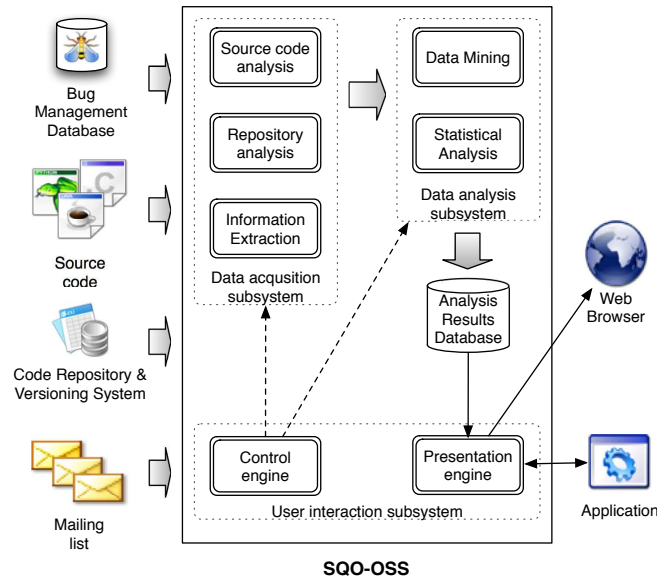 Bug
Management
Database
Source
code
Code Repository &
Versioning System
Mailing
list
Source code
analysis
Repository
analysis
Information
Extraction
Data acqusition
subsystem
Data Mining
Statistical
Analysis
Data analysis
subsystem
Analysis
Results
Database
Control
engine
Presentation
engine
User interaction subsystem
Web
Browser
Application
SQO-OSS